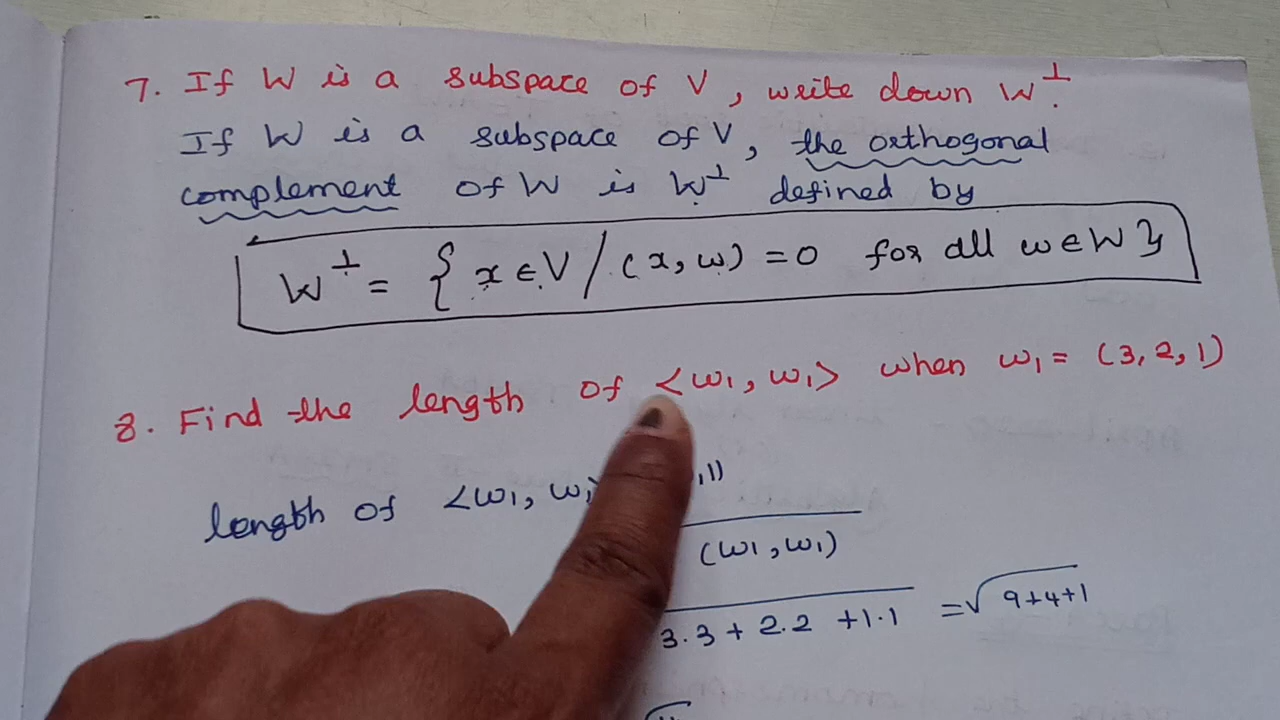 7. If W is a subspace of V, write down W⊥.
If W is a subspace of V, the orthogonal
complement of W is W⊥ defined by
W⊥ = { x ∈ V / (x, w) = 0 for all w ∈ W }
8. Find the length of <w1, w1> when w1 = (3, 2, 1)
length of <w1, w1
(w1, w1)
3.3 + 2.2 + 1.1 = √9+4+1